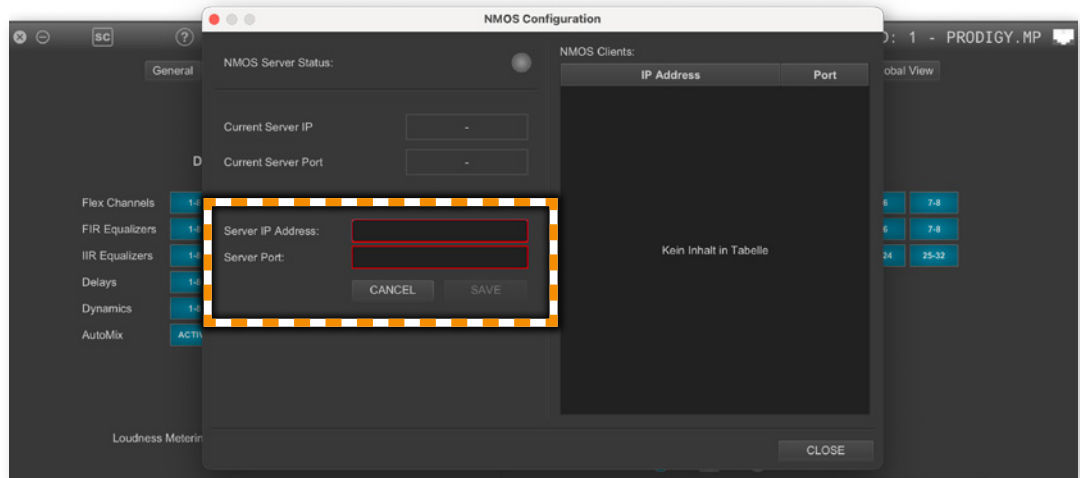 NMOS Configuration
SC
?
1 - PRODIGY.MP
General
NMOS Server Status:
NMOS Clients:
IP Address Port
View
Current Server IP -
Current Server Port -
Flex Channels
7-8
FIR Equalizers
7-8
IIR Equalizers
24 25-32
Delays
Dynamics
AutoMix
Server IP Address:
Server Port:
CANCEL SAVE
Kein Inhalt in Tabelle
Loudness
CLOSE